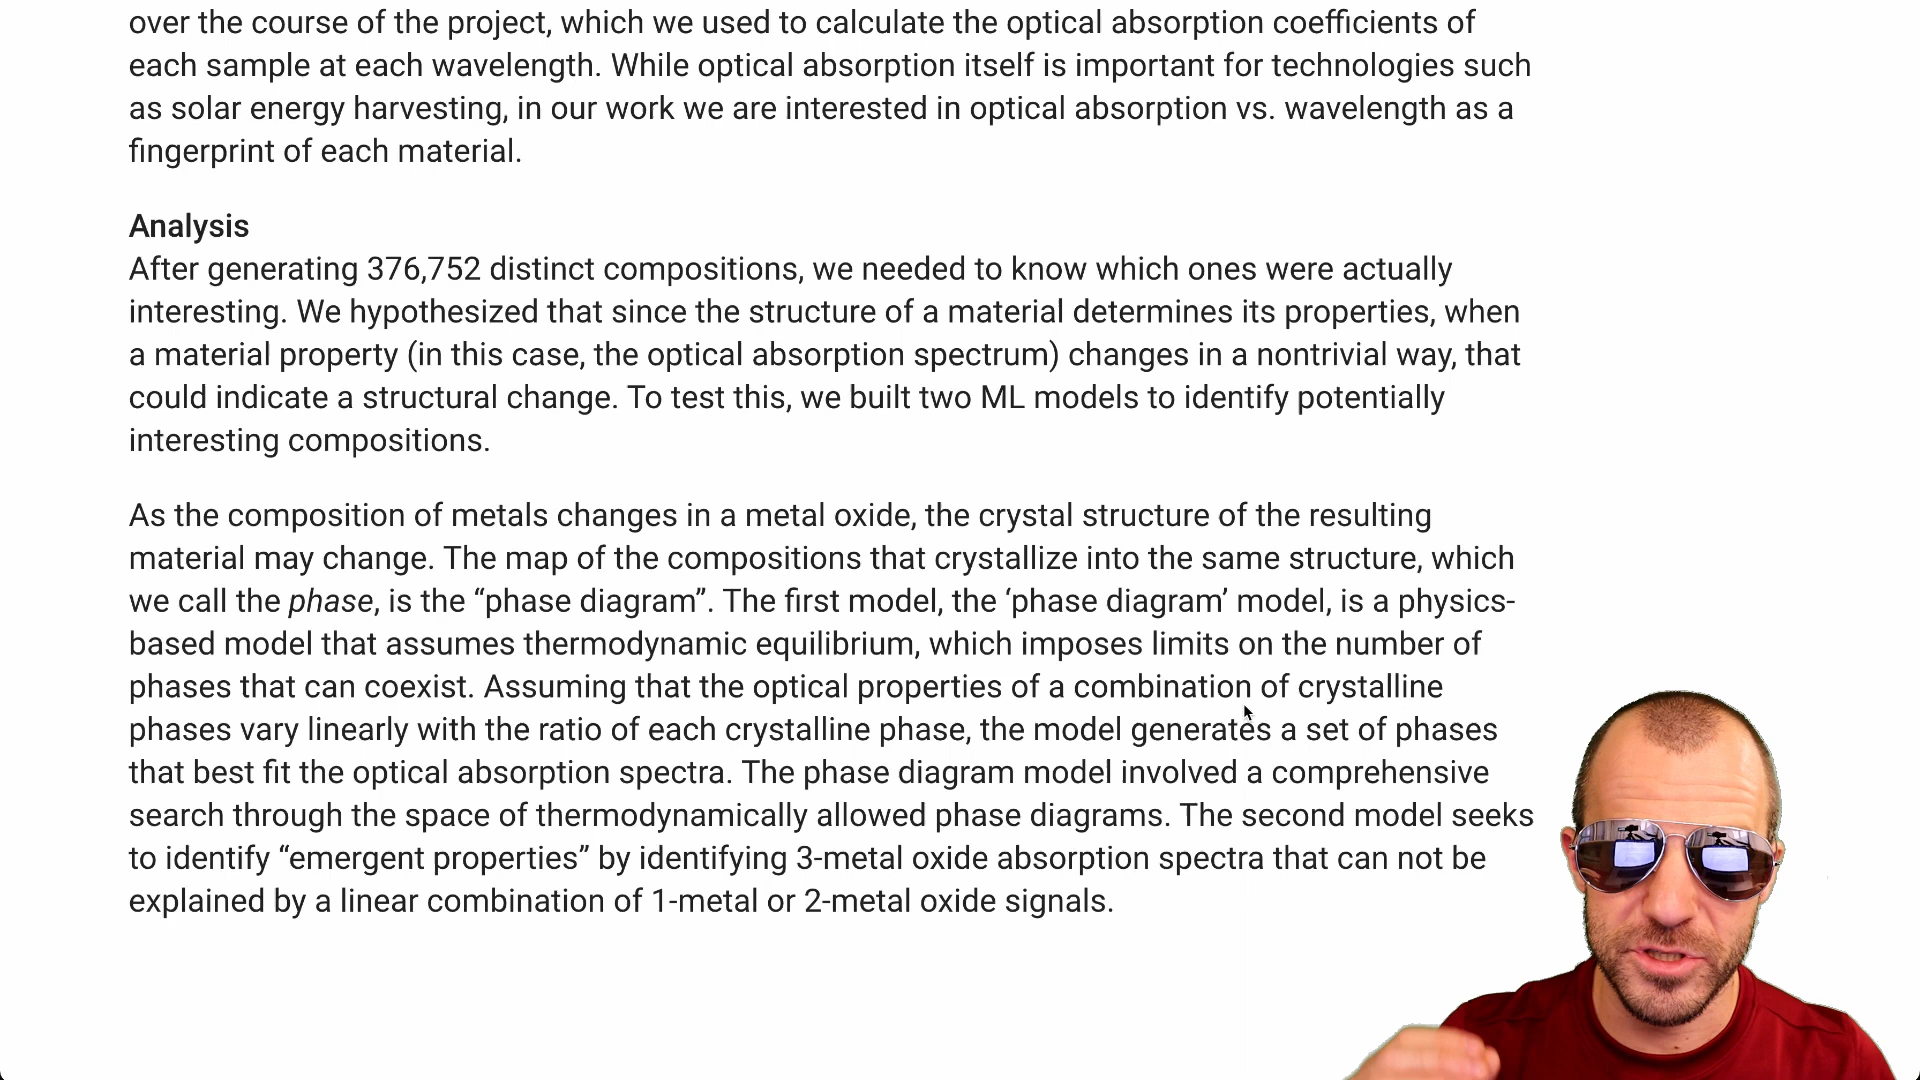 over the course of the project, which we used to calculate the optical absorption coefficients of
each sample at each wavelength. While optical absorption itself is important for technologies such
as solar energy harvesting, in our work we are interested in optical absorption vs. wavelength as a
fingerprint of each material.
Analysis
After generating 376,752 distinct compositions, we needed to know which ones were actually
interesting. We hypothesized that since the structure of a material determines its properties, when
a material property (in this case, the optical absorption spectrum) changes in a nontrivial way, that
could indicate a structural change. To test this, we built two ML models to identify potentially
interesting compositions.
As the composition of metals changes in a metal oxide, the crystal structure of the resulting
material may change. The map of the compositions that crystallize into the same structure, which
we call the phase, is the “phase diagram”. The first model, the ‘phase diagram’ model, is a physics-
based model that assumes thermodynamic equilibrium, which imposes limits on the number of
phases that can coexist. Assuming that the optical properties of a combination of crystalline
phases vary linearly with the ratio of each crystalline phase, the model generates a set of phases
that best fit the optical absorption spectra. The phase diagram model involved a comprehensive
search through the space of thermodynamically allowed phase diagrams. The second model seeks
to identify “emergent properties” by identifying 3-metal oxide absorption spectra that can not be
explained by a linear combination of 1-metal or 2-metal oxide signals.